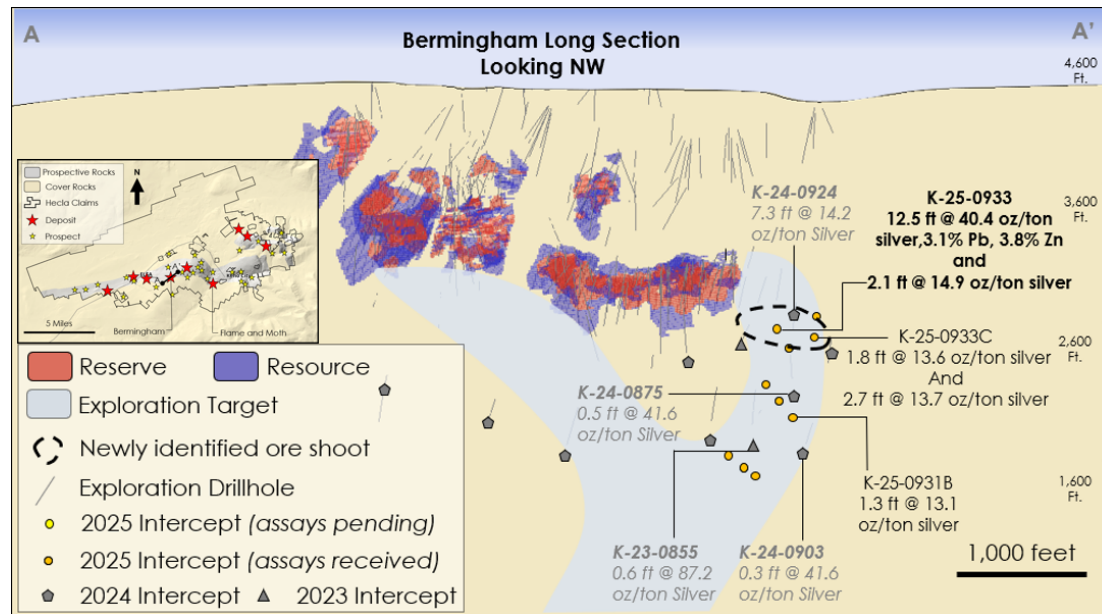 A
A'
Bermingham Long Section
Looking NW
4,600
Ft.
Prospective Rocks
Cover Rocks
Hecla Claims
Deposit
Prospect
N
A'
5 Miles
Bermingham
Flame and Moth
K-24-0924
7.3 ft @ 14.2
oz/ton Silver
K-25-0933
12.5 ft @ 40.4 oz/ton
silver,3.1% Pb, 3.8% Zn
and
2.1 ft @ 14.9 oz/ton silver
3,600
Ft.
K-25-0933C
1.8 ft @ 13.6 oz/ton silver
And
2.7 ft @ 13.7 oz/ton silver
2,600
Ft.
Reserve
Resource
Exploration Target
Newly identified ore shoot
Exploration Drillhole
2025 Intercept (assays pending)
2025 Intercept (assays received)
2024 Intercept
2023 Intercept
K-24-0875
0.5 ft @ 41.6
oz/ton Silver
K-25-0931B
1.3 ft @ 13.1
oz/ton silver
1,600
Ft.
K-23-0855
0.6 ft @ 87.2
oz/ton Silver
K-24-0903
0.3 ft @ 41.6
oz/ton Silver
1,000 feet